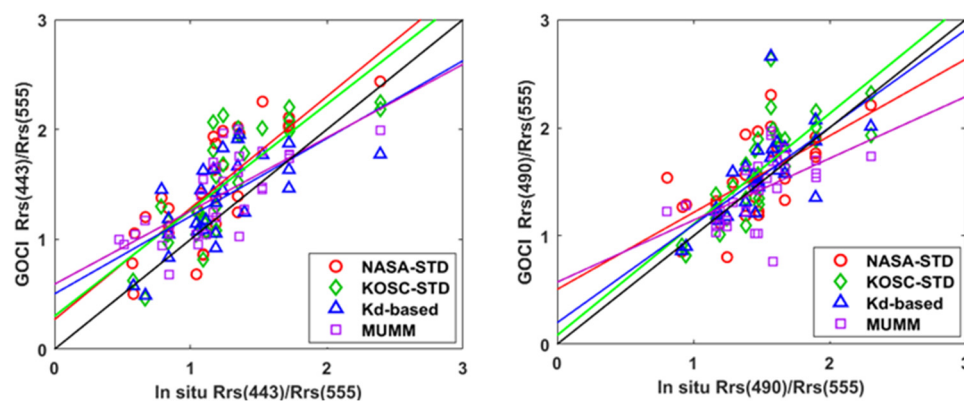 3
2
1
0
GOCI Rrs(443)/Rrs(555)
NASA-STD
KOSC-STD
Kd-based
MUMM
0
1
2
3
In situ Rrs(443)/Rrs(555)
3
2
1
0
GOCI Rrs(490)/Rrs(555)
NASA-STD
KOSC-STD
Kd-based
MUMM
0
1
2
3
In situ Rrs(490)/Rrs(555)